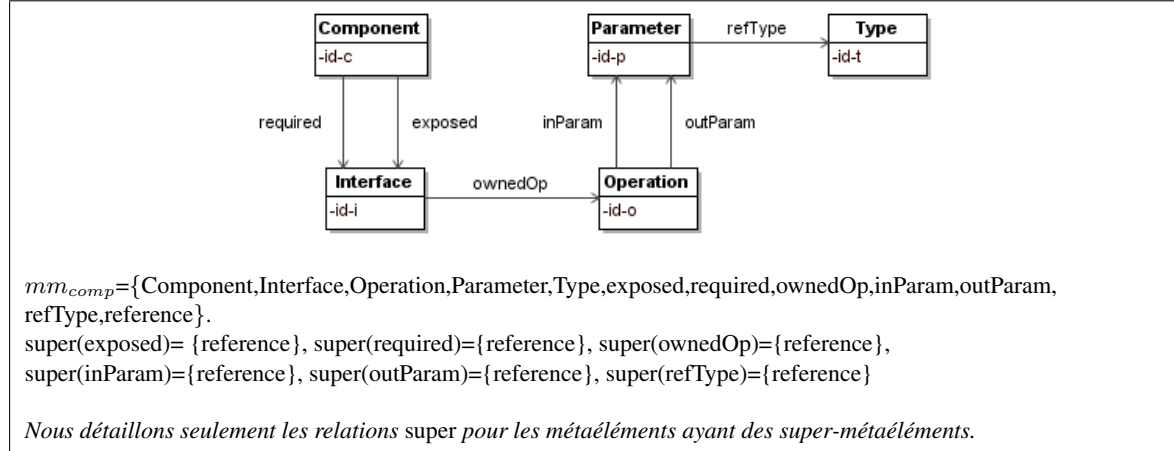 Component
-id-c
Parameter
-id-p
refType
Type
-id-t
required
exposed
inParam
outParam
Interface
-id-i
ownedOp
Operation
-id-o
mm_{comp}={Component,Interface,Operation,Parameter,Type,exposed,required,ownedOp,inParam,outParam,
refType,reference}.
super(exposed)= {reference}, super(required)={reference}, super(ownedOp)={reference},
super(inParam)={reference}, super(outParam)={reference}, super(refType)={reference}
Nous détaillons seulement les relations super pour les métaéléments ayant des super-métaéléments.